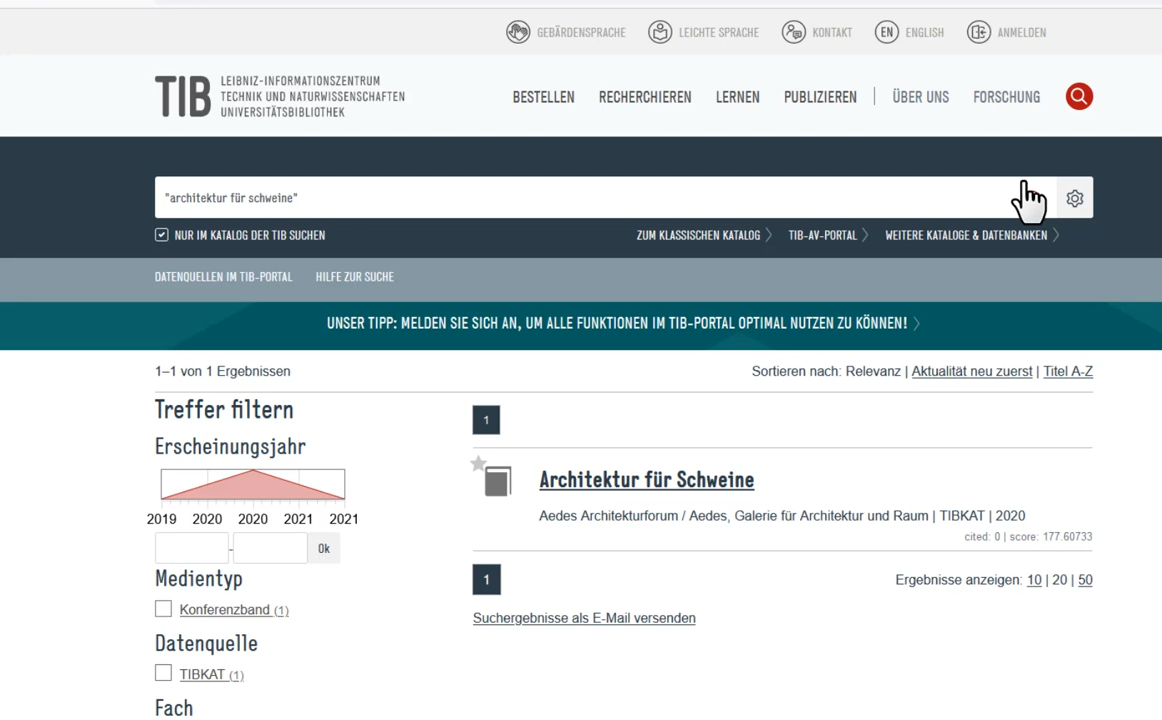 GEBÄRDENSPRACHE LEICHTE SPRACHE KONTAKT EN ENGLISH ANMELDEN
TIB LEIBNIZ-INFORMATIONSZENTRUM
TECHNIK UND NATURWISSENSCHAFTEN
UNIVERSITÄTSBIBLIOTHEK
BESTELLEN RECHERCHIEREN LERNEN PUBLIZIEREN | ÜBER UNS FORSCHUNG
"architektur für schweine"
NUR IM KATALOG DER TIB SUCHEN
ZUM KLASSISCHEN KATALOG TIB-AV-PORTAL WEITERE KATALOGE & DATENBANKEN
DATENQUELLEN IM TIB-PORTAL HILFE ZUR SUCHE
UNSER TIPP: MELDEN SIE SICH AN, UM ALLE FUNKTIONEN IM TIB-PORTAL OPTIMAL NUTZEN ZU KÖNNEN!
1–1 von 1 Ergebnissen
Sortieren nach: Relevanz | Aktualität neu zuerst | Titel A-Z
Treffer filtern
Erscheinungsjahr
2019 2020 2020 2021 2021
- Ok
Medientyp
Konferenzband (1)
Datenquelle
TIBKAT (1)
Fach
1
Architektur für Schweine
Aedes Architekturforum / Aedes, Galerie für Architektur und Raum | TIBKAT | 2020
cited: 0 | score: 177.60733
1
Ergebnisse anzeigen: 10 | 20 | 50
Suchergebnisse als E-Mail versenden